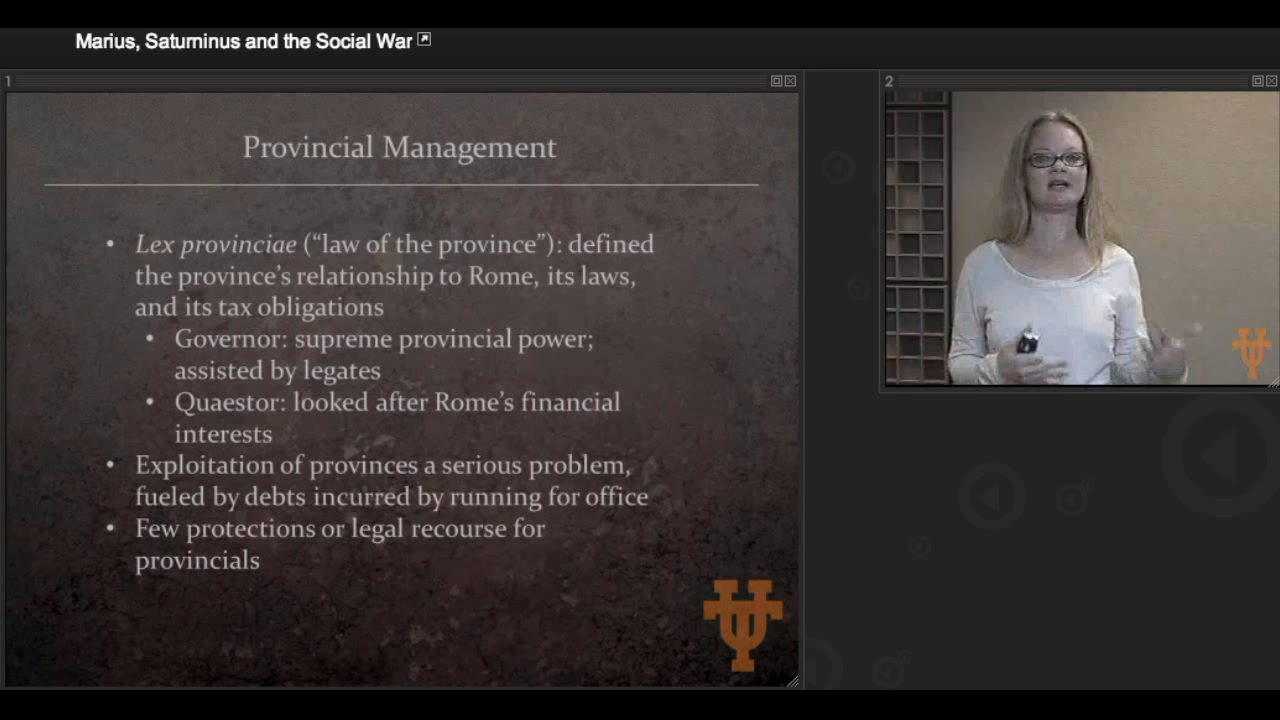 Marius, Saturninus and the Social War
1
2
Provincial Management
• Lex provinciae (“law of the province”): defined
the province’s relationship to Rome, its laws,
and its tax obligations
• Governor: supreme provincial power;
assisted by legates
• Quaestor: looked after Rome’s financial
interests
• Exploitation of provinces a serious problem,
fueled by debts incurred by running for office
• Few protections or legal recourse for
provincials
UT
UT